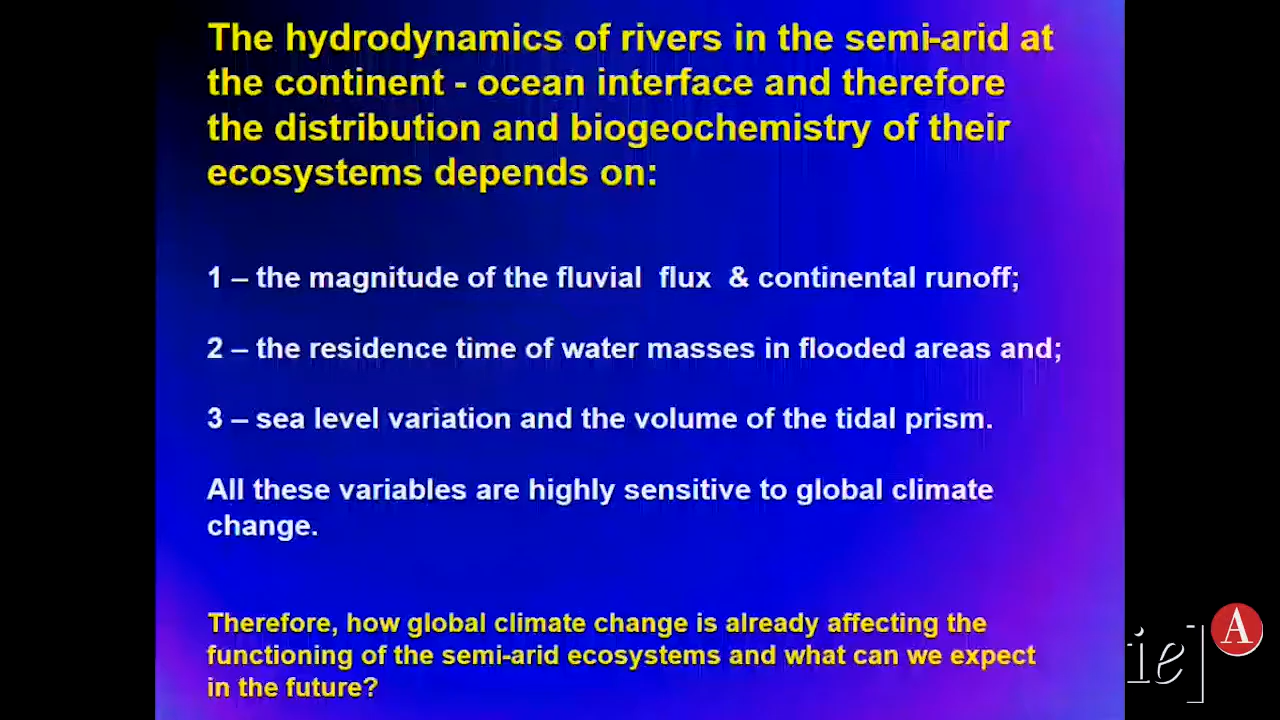 The hydrodynamics of rivers in the semi-arid at
the continent - ocean interface and therefore
the distribution and biogeochemistry of their
ecosystems depends on:
1 – the magnitude of the fluvial flux & continental runoff;
2 – the residence time of water masses in flooded areas and;
3 – sea level variation and the volume of the tidal prism.
All these variables are highly sensitive to global climate
change.
Therefore, how global climate change is already affecting the
functioning of the semi-arid ecosystems and what can we expect
in the future?
ie]
A